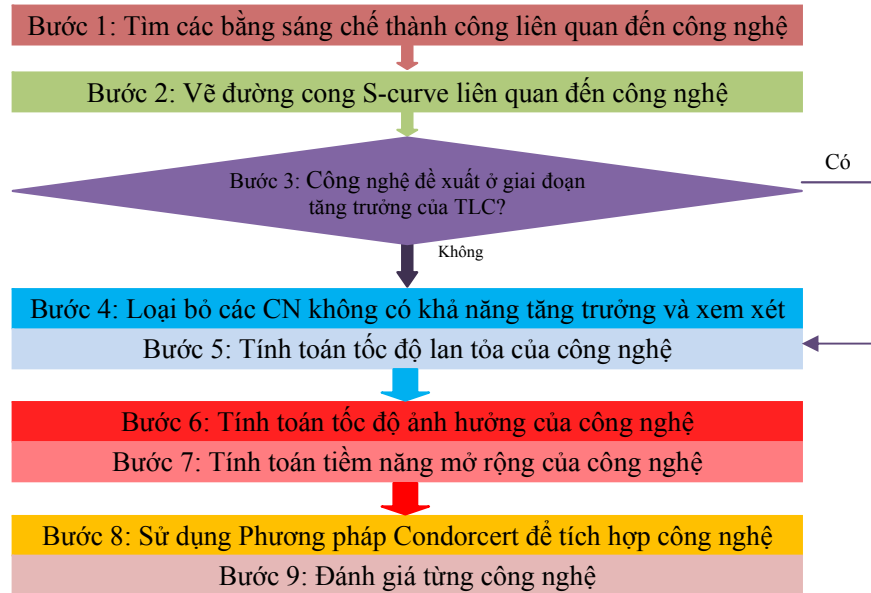 Bước 1: Tìm các bằng sáng chế thành công liên quan đến công nghệ
Bước 2: Vẽ đường cong S-curve liên quan đến công nghệ
Có
Bước 3: Công nghệ đề xuất ở giai đoạn
tăng trưởng của TLC?
Không
Bước 4: Loại bỏ các CN không có khả năng tăng trưởng và xem xét
Bước 5: Tính toán tốc độ lan tỏa của công nghệ
Bước 6: Tính toán tốc độ ảnh hưởng của công nghệ
Bước 7: Tính toán tiềm năng mở rộng của công nghệ
Bước 8: Sử dụng Phương pháp Condorcert để tích hợp công nghệ
Bước 9: Đánh giá từng công nghệ